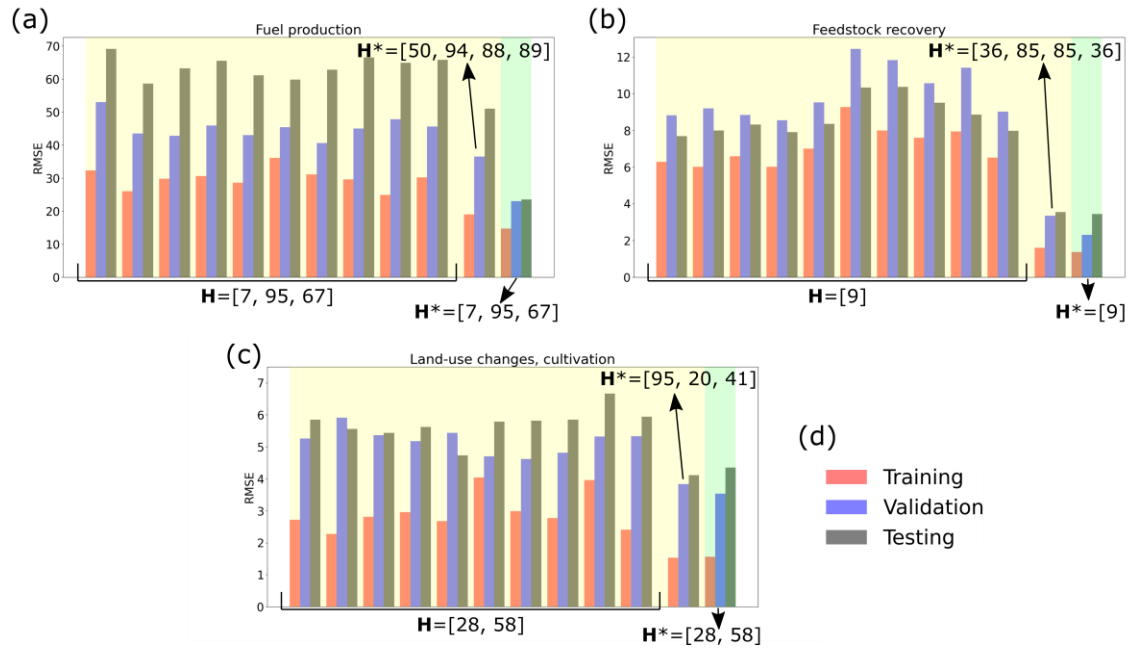 (a)
Fuel production
H*=[50, 94, 88, 89]
RMSE
70
60
50
40
30
20
10
0
H=[7, 95, 67]
H*=[7, 95, 67]
(b)
Feedstock recovery
H*=[36, 85, 85, 36]
RMSE
12
10
8
6
4
2
0
H=[9]
H*=[9]
(c)
Land-use changes, cultivation
H*=[95, 20, 41]
RMSE
7
6
5
4
3
2
1
0
H=[28, 58]
H*=[28, 58]
(d)
Training
Validation
Testing